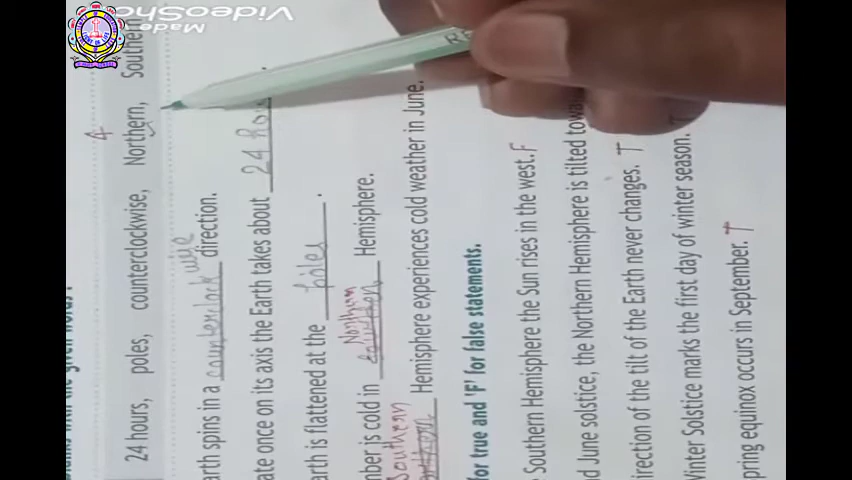 VideoSho
Made
24 hours, poles, counterclockwise, Northern, Southern
4
arth spins in a counterclockwise direction.
ate once on its axis the Earth takes about 24 ho
arth is flattened at the poles.
mber is cold in Northern Hemisphere.
Southern Hemisphere experiences cold weather in June.
for true and 'F' for false statements.
Southern Hemisphere the Sun rises in the west. F
d June solstice, the Northern Hemisphere is tilted towa
irection of the tilt of the Earth never changes. T
Winter Solstice marks the first day of winter season. T
pring equinox occurs in September. T